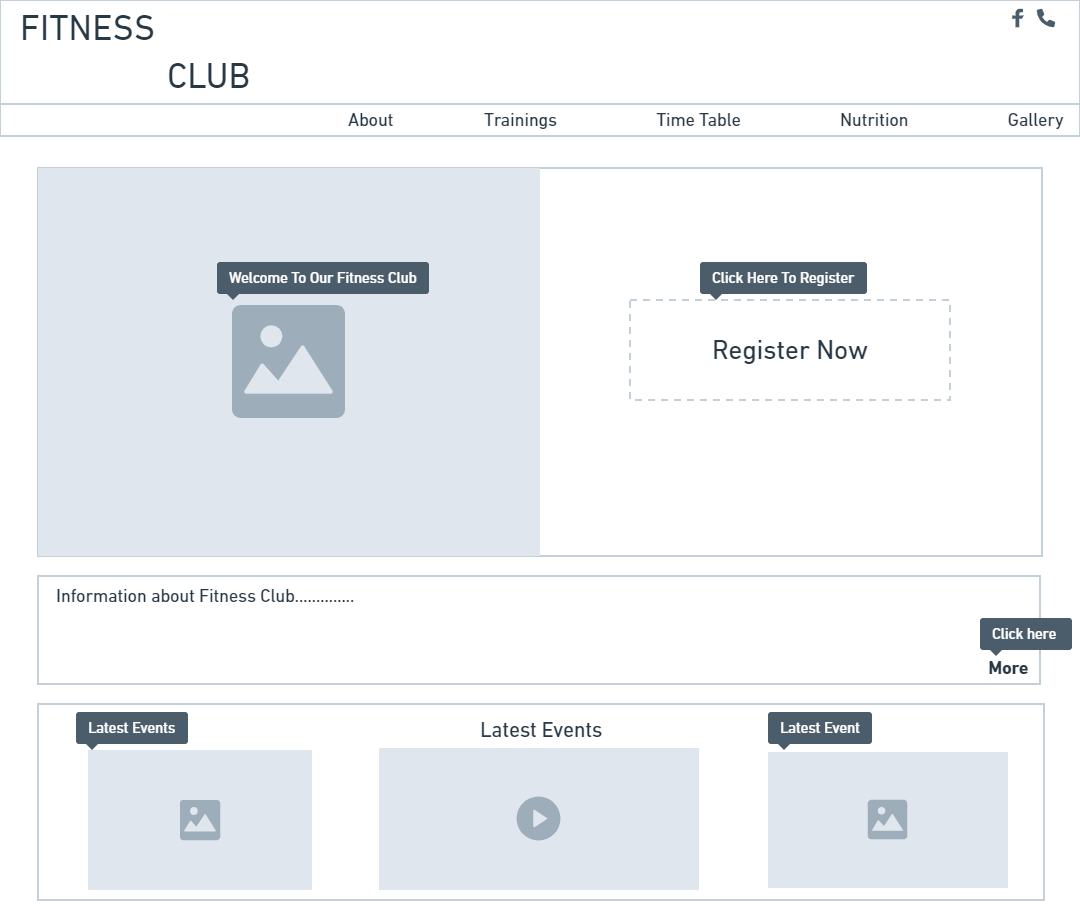 FITNESS
CLUB
About Trainings Time Table Nutrition Gallery
Welcome To Our Fitness Club
Click Here To Register
Register Now
Information about Fitness Club..............
Click here
More
Latest Events
Latest Events
Latest Event